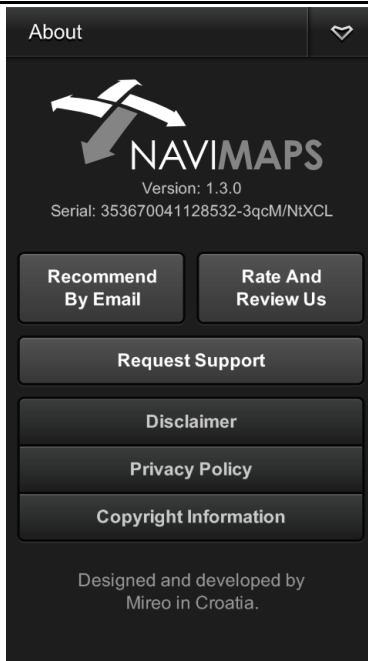 About
NAVIMAPS
Version: 1.3.0
Serial: 353670041128532-3qcM/NtXCL
Recommend
By Email
Rate And
Review Us
Request Support
Disclaimer
Privacy Policy
Copyright Information
Designed and developed by
Mireo in Croatia.